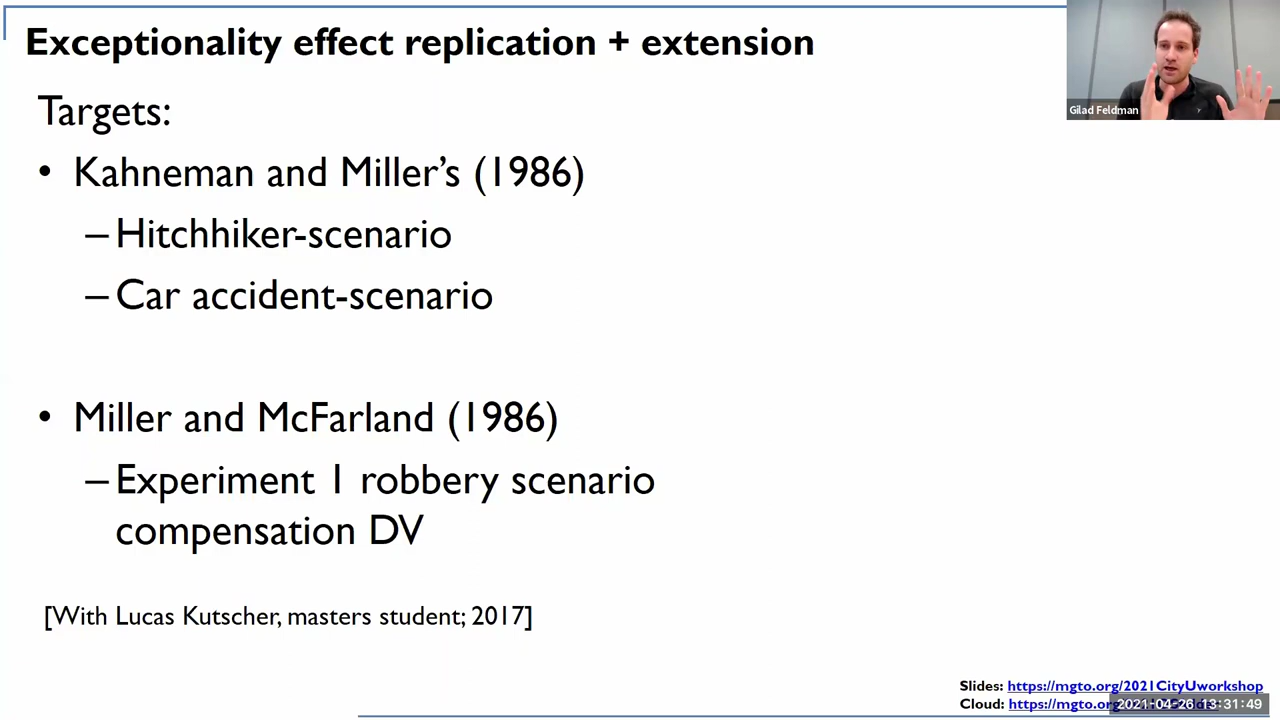 Exceptionality effect replication + extension
Gilad Feldman
Targets:
• Kahneman and Miller’s (1986)
– Hitchhiker-scenario
– Car accident-scenario
• Miller and McFarland (1986)
– Experiment 1 robbery scenario
compensation DV
[With Lucas Kutscher, masters student; 2017]
Slides: https://mgto.org/2021CityUworkshop
Cloud: https://mgto.org/
2021-04-26 13:31:49